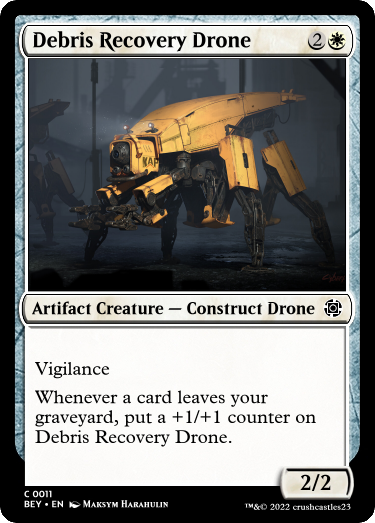 Debris Recovery Drone 2
KAP
Artifact Creature — Construct Drone
Vigilance
Whenever a card leaves your
graveyard, put a +1/+1 counter on
Debris Recovery Drone.
2/2
C 0011
BEY • EN Maksym Harahulin
™&© 2022 crushcastles23